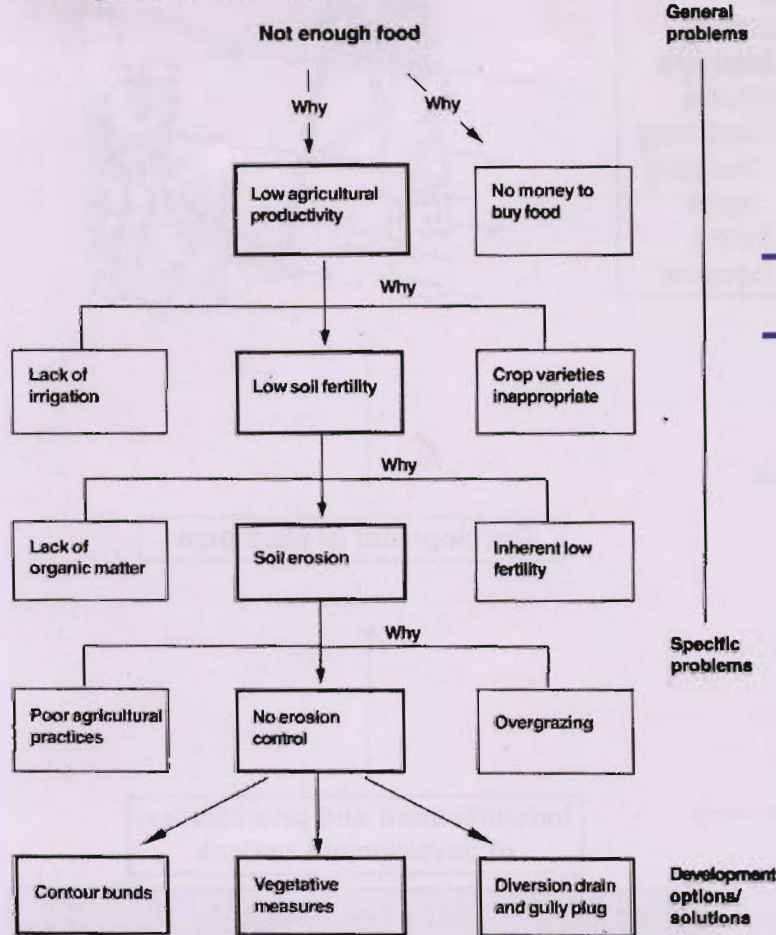 General
problems
Not enough food
Why
Why
Low agricultural
productivity
No money to
buy food
Why
Lack of
irrigation
Low soil fertility
Crop varieties
inappropriate
Why
Lack of
organic matter
Soil erosion
Inherent low
fertility
Why
Specific
problems
Poor agricultural
practices
No erosion
control
Overgrazing
Contour bunds
Vegetative
measures
Diversion drain
and gully plug
Development
options/
solutions